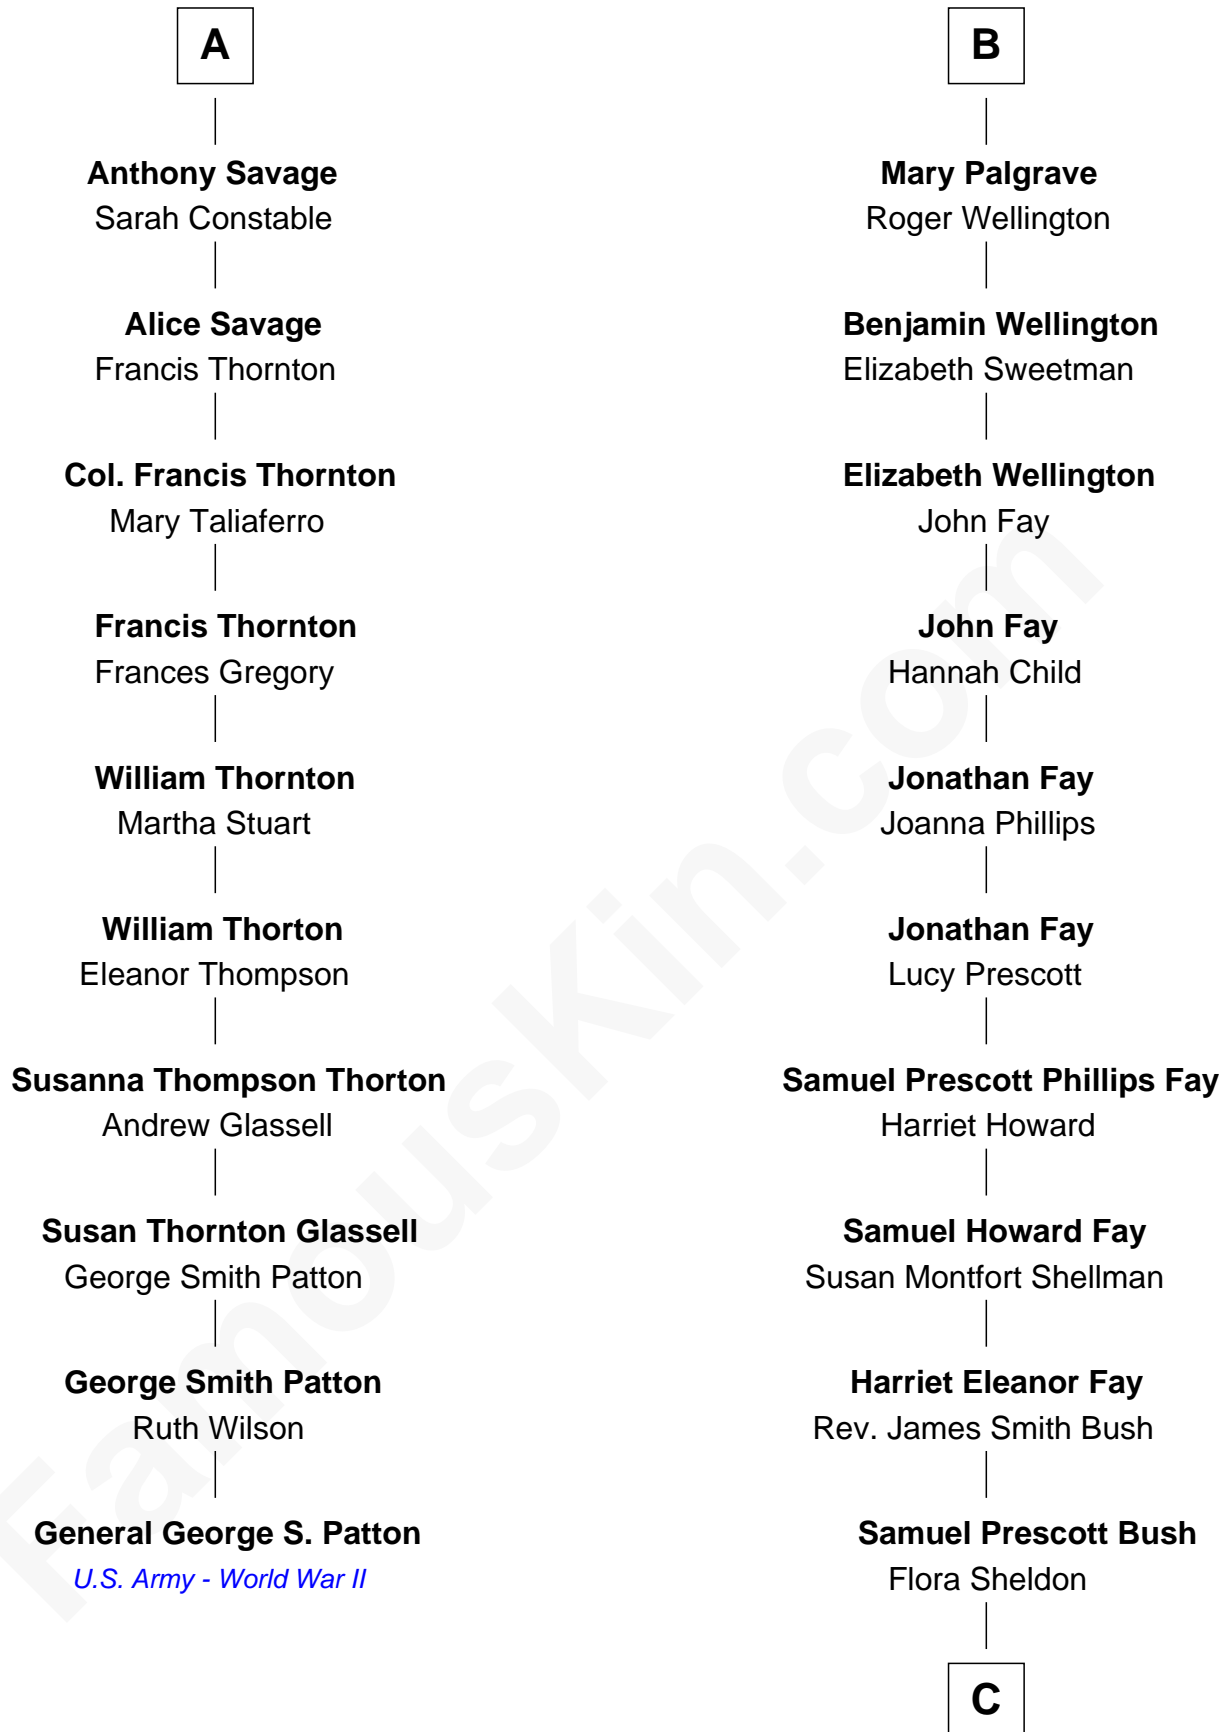 A
Anthony Savage
Sarah Constable
Alice Savage
Francis Thornton
Col. Francis Thornton
Mary Taliaferro
Francis Thornton
Frances Gregory
William Thornton
Martha Stuart
William Thorton
Eleanor Thompson
Susanna Thompson Thorton
Andrew Glassell
Susan Thornton Glassell
George Smith Patton
George Smith Patton
Ruth Wilson
General George S. Patton
U.S. Army - World War II
B
Mary Palgrave
Roger Wellington
Benjamin Wellington
Elizabeth Sweetman
Elizabeth Wellington
John Fay
John Fay
Hannah Child
Jonathan Fay
Joanna Phillips
Jonathan Fay
Lucy Prescott
Samuel Prescott Phillips Fay
Harriet Howard
Samuel Howard Fay
Susan Montfort Shellman
Harriet Eleanor Fay
Rev. James Smith Bush
Samuel Prescott Bush
Flora Sheldon
C
FamousKin.com